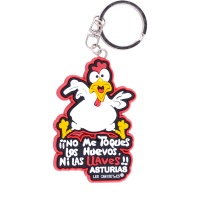 ¡¡NO Me TOQUES
LOS HUEVOS,
Ni LAS LLAVES!!
ASTURIAS